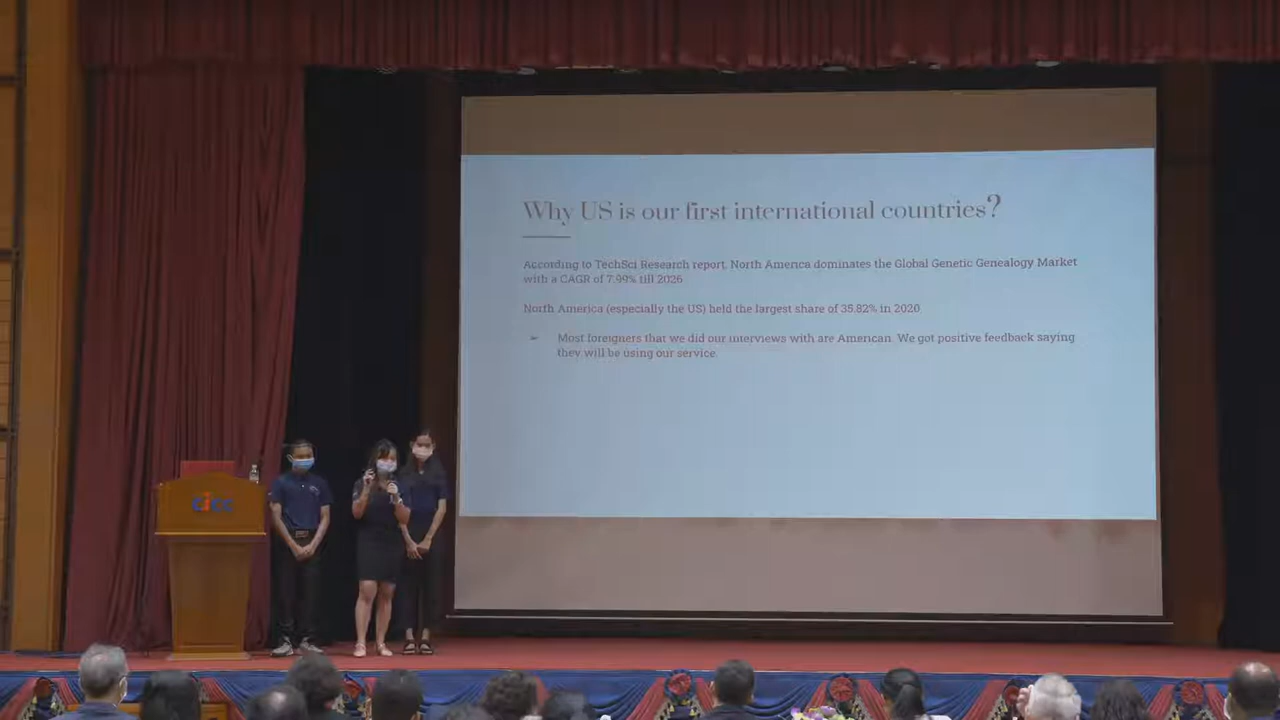 Why US is our first international countries?
According to TechSci Research report, North America dominates the Global Genetic Genealogy Market
with a CAGR of 7.99% till 2026
North America (especially the US) held the largest share of 35.82% in 2020
➢ Most foreigners that we did our interviews with are American. We got positive feedback saying
they will be using our service.
cicc